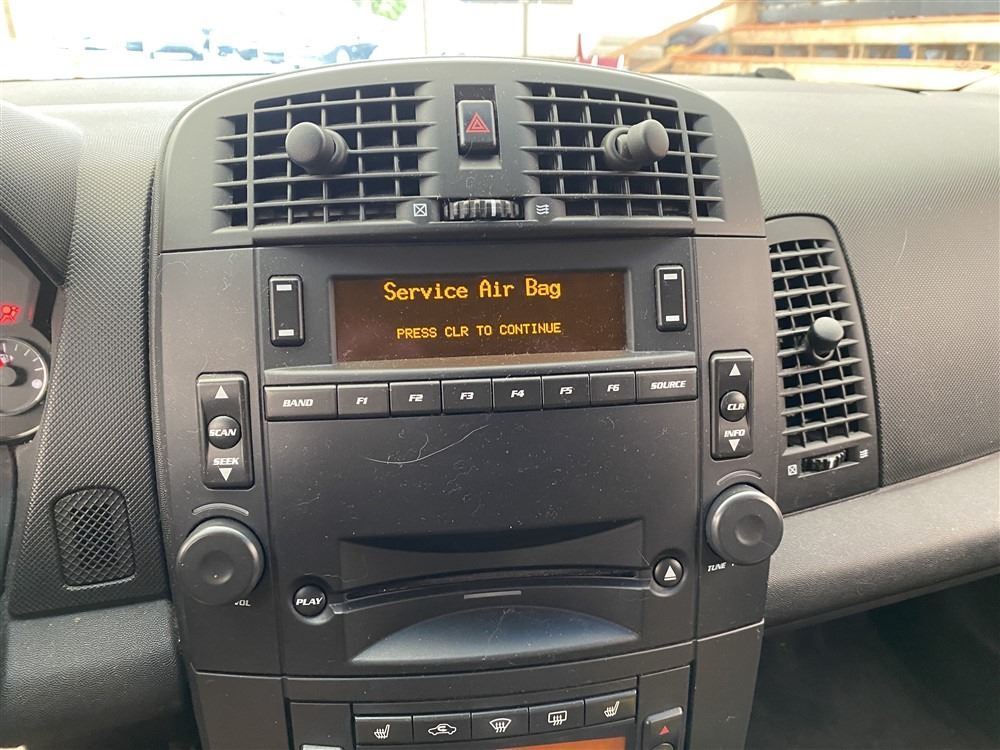 Service Air Bag
PRESS CLR TO CONTINUE
BAND F1 F2 F3 F4 F5 F6 SOURCE
SCAN
SEEK
CLR
INFO
VOL
PLAY
TUNE